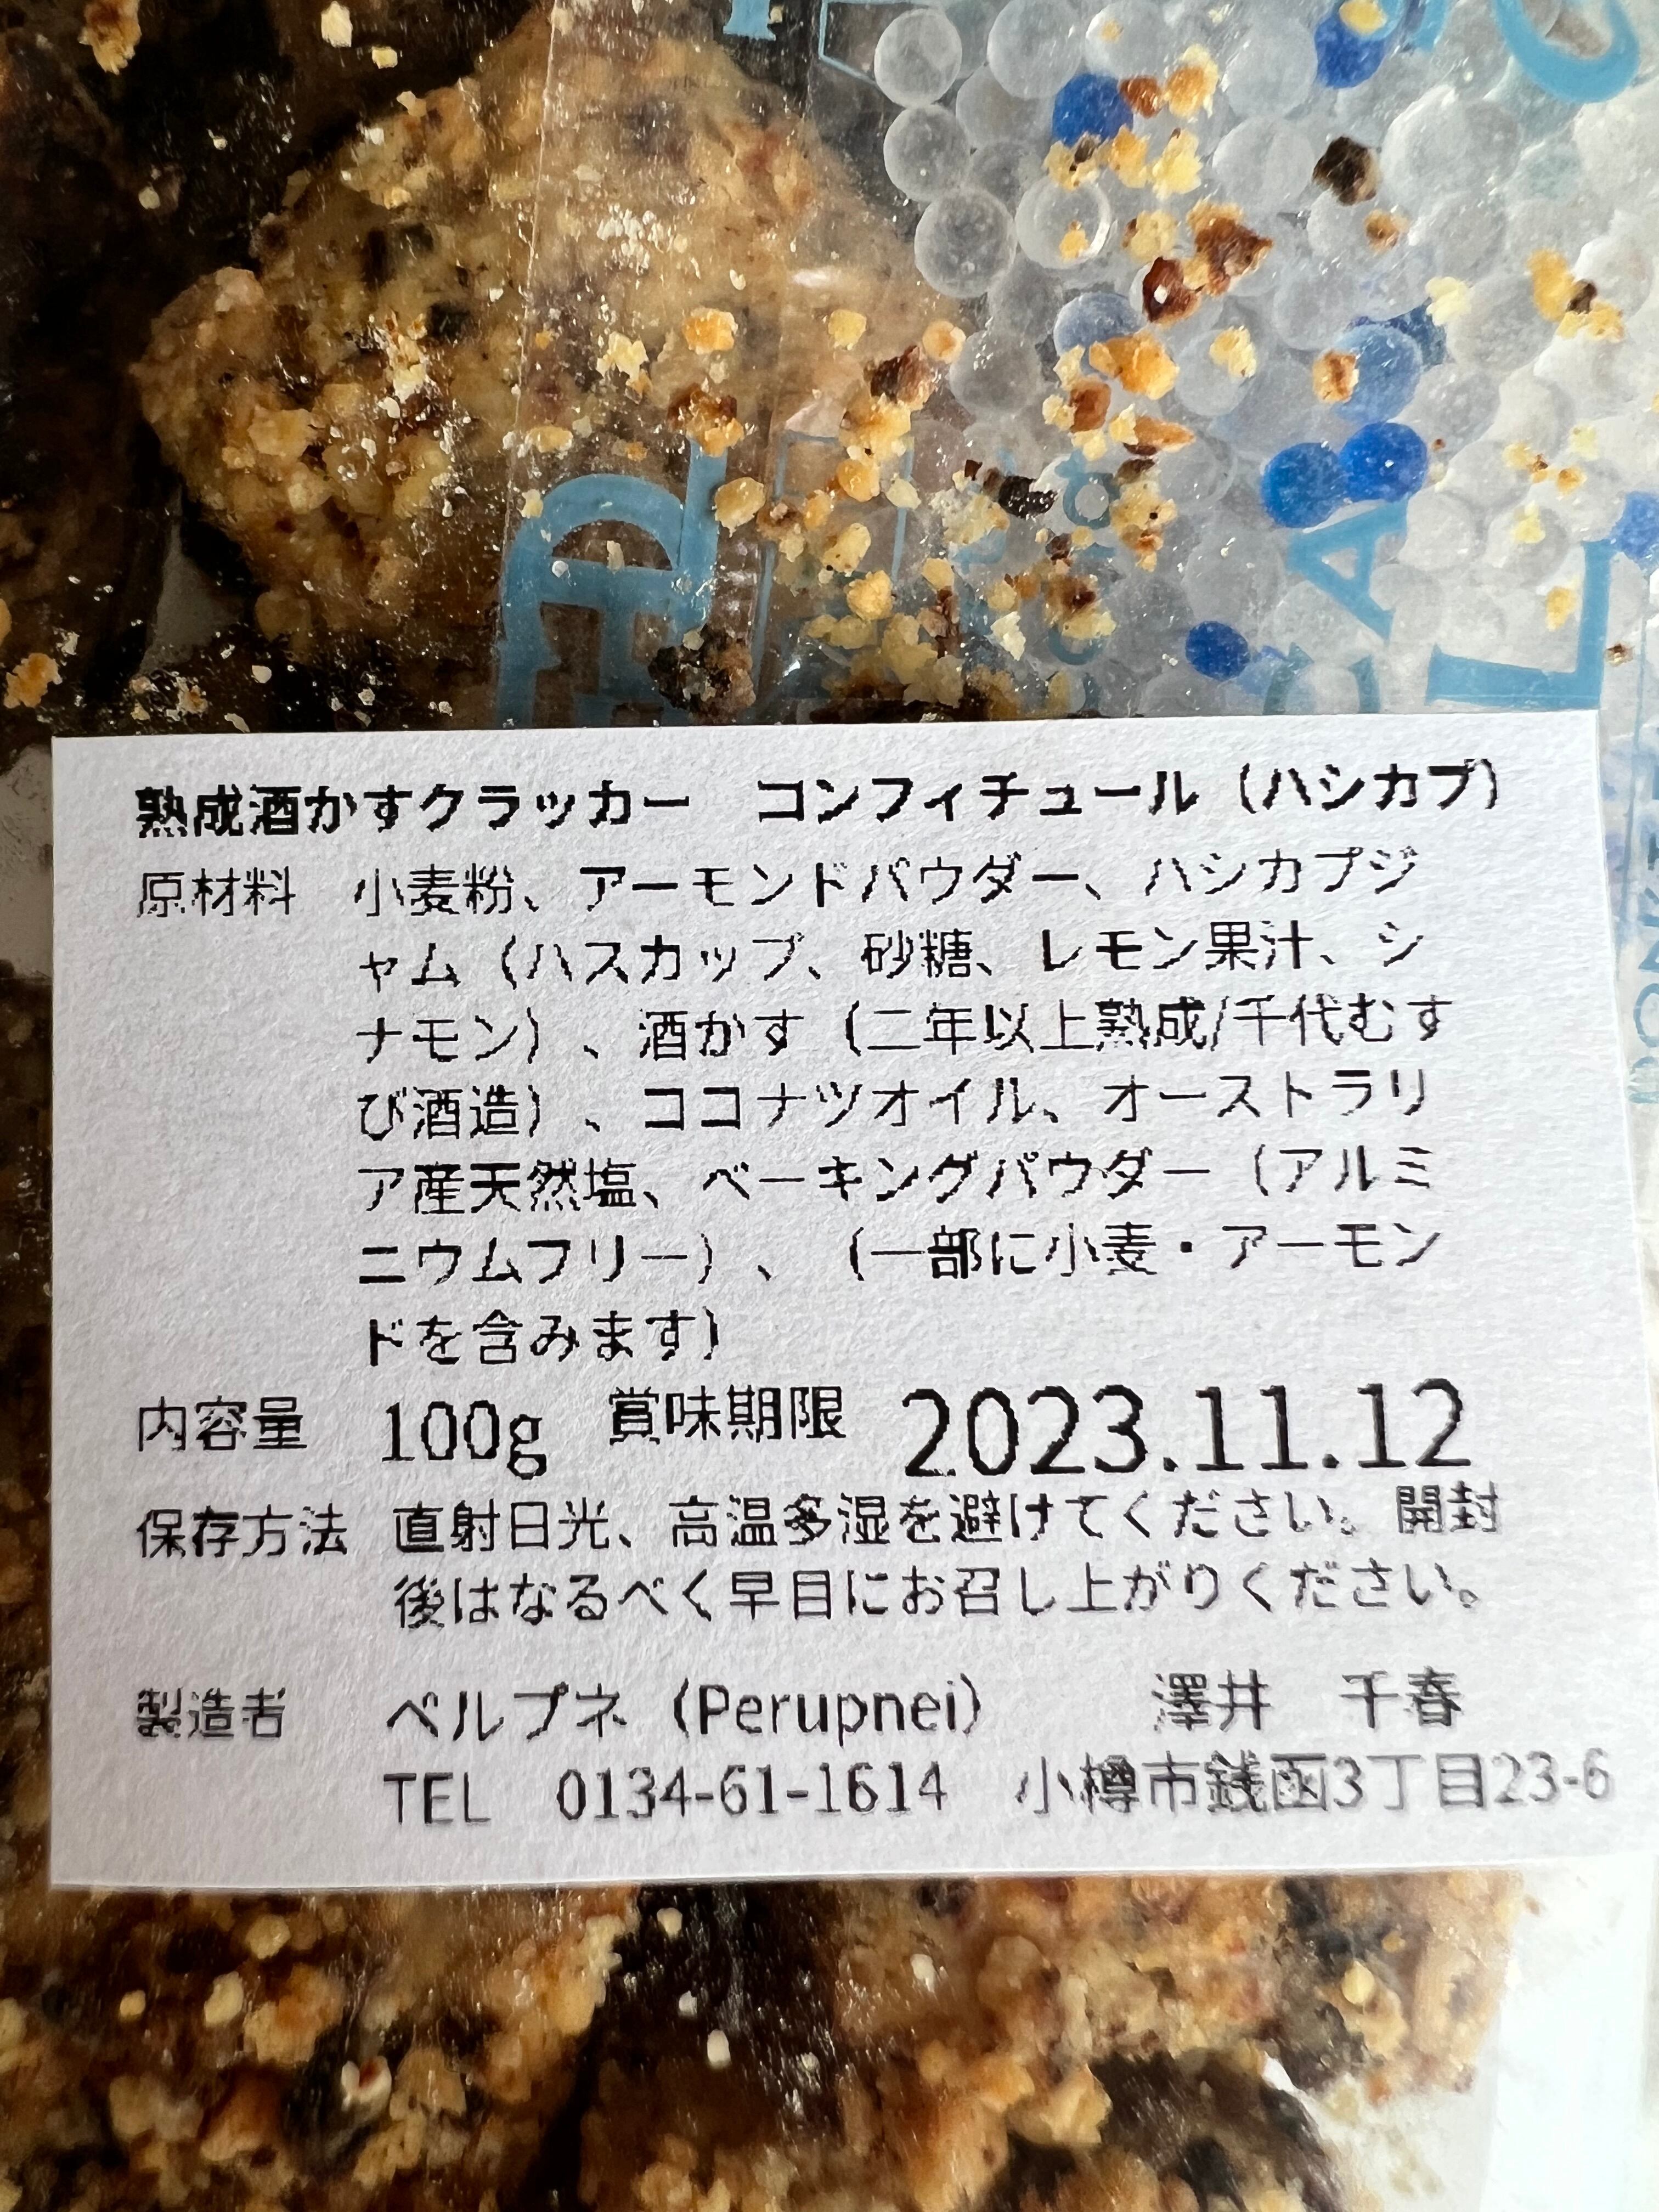 熟成酒かすクラッカー　コンフィチュール（ハシカプ）
原材料　小麦粉、アーモンドパウダー、ハシカプジ
ャム（ハスカップ、砂糖、レモン果汁、シ
ナモン）、酒かす（二年以上熟成/千代むす
び酒造）、ココナツオイル、オーストラリ
ア産天然塩、ベーキングパウダー（アルミ
ニウムフリー）、（一部に小麦・アーモン
ドを含みます）
内容量　100g　賞味期限　2023.11.12
保存方法　直射日光、高温多湿を避けてください。開封
後はなるべく早目にお召し上がりください。
製造者　ペルプネ（Perupnei）　澤井　千春
TEL　0134-61-1614　小樽市銭函3丁目23-6